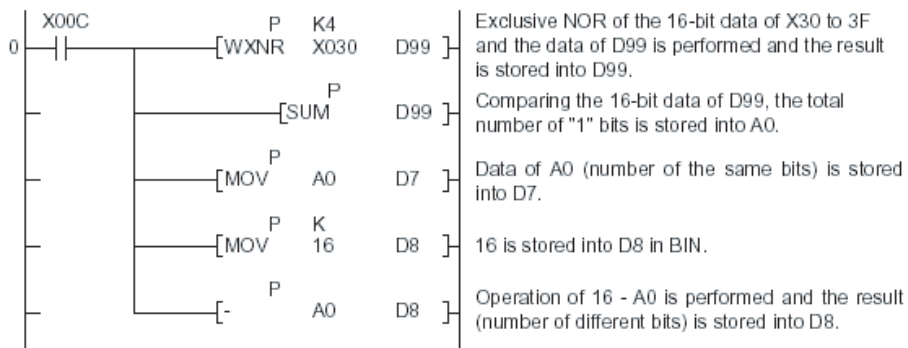 X00C
P K4
0 [WXNR X030 D99 ]
Exclusive NOR of the 16-bit data of X30 to 3F
and the data of D99 is performed and the result
is stored into D99.
P
[SUM D99 ]
Comparing the 16-bit data of D99, the total
number of "1" bits is stored into A0.
P
[MOV A0 D7 ]
Data of A0 (number of the same bits) is stored
into D7.
P K
[MOV 16 D8 ]
16 is stored into D8 in BIN.
P
[- A0 D8 ]
Operation of 16 - A0 is performed and the result
(number of different bits) is stored into D8.